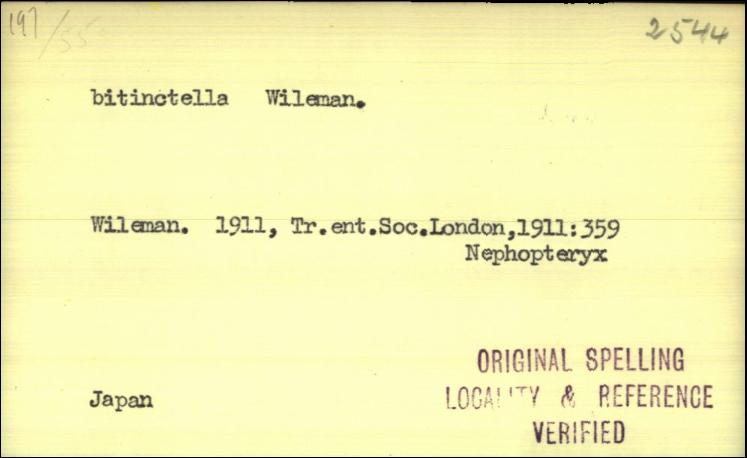 197/55
2544
bitinctella Wileman.
Wileman. 1911, Tr.ent.Soc.London,1911:359
Nephopteryx
Japan
ORIGINAL SPELLING
LOCALITY & REFERENCE
VERIFIED